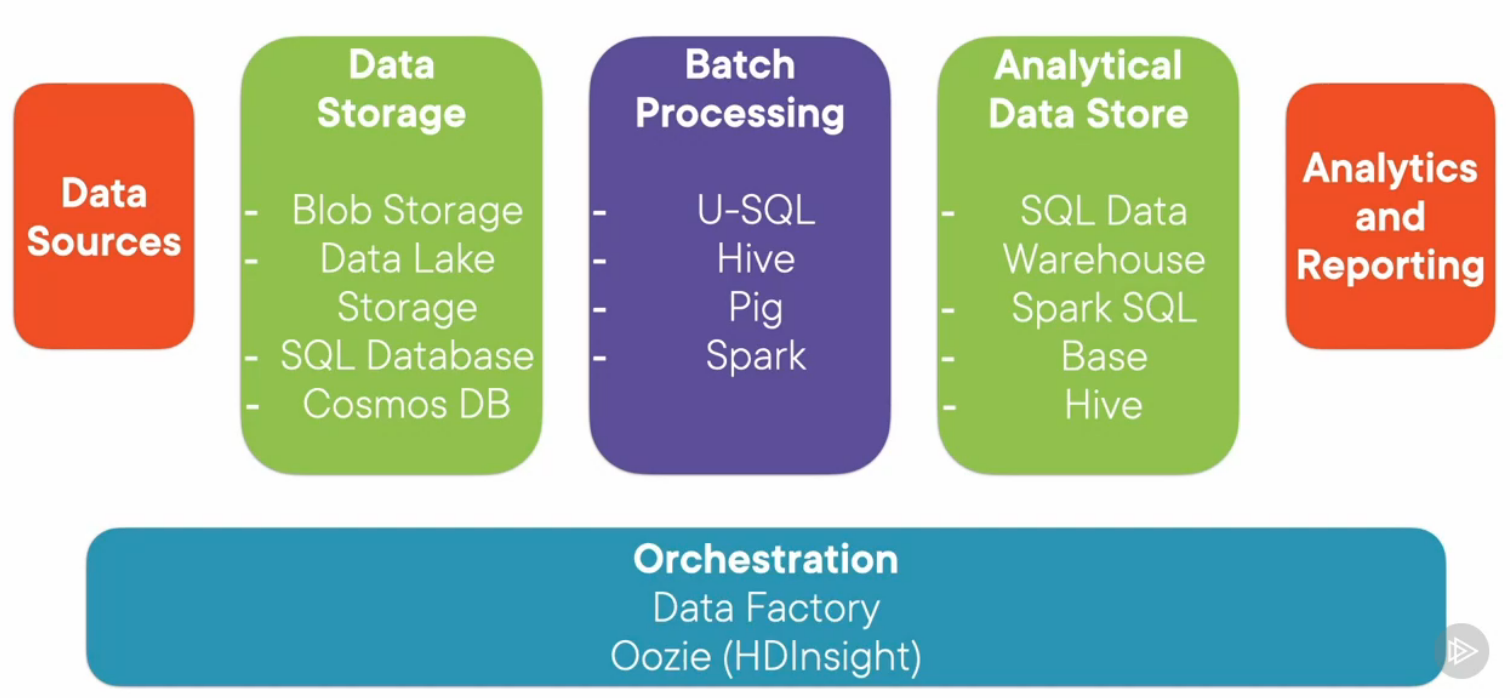 Data
Sources
Data
Storage
- Blob Storage
- Data Lake
Storage
- SQL Database
- Cosmos DB
Batch
Processing
- U-SQL
- Hive
- Pig
- Spark
Analytical
Data Store
- SQL Data
Warehouse
- Spark SQL
- Base
- Hive
Analytics
and
Reporting
Orchestration
Data Factory
Oozie (HDInsight)